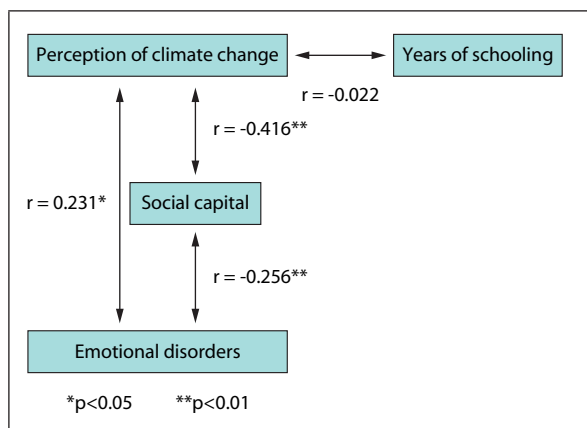 Perception of climate change
Years of schooling
r = -0.022
r = -0.416**
r = 0.231*
Social capital
r = -0.256**
Emotional disorders
*p<0.05 **p<0.01